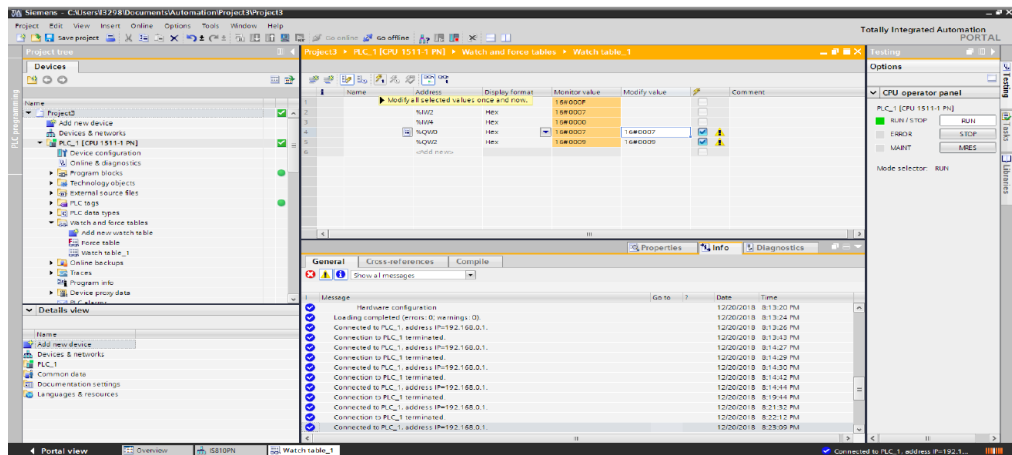 Siemens - C:\Users\I3298\Documents\Automation\Project3\Project3
Project Edit View Insert Online Options Tools Window Help
Totally Integrated Automation
PORTAL
Save project Go online Go offline
Project tree
Project3 PLC_1 [CPU 1511-1 PN] Watch and force tables Watch table_1
Testing
Devices
Options
PLC programming
Name
Project3
Add new device
Devices & networks
PLC_1 [CPU 1511-1 PN]
Device configuration
Online & diagnostics
Program blocks
Technology objects
External source files
PLC tags
PLC data types
Watch and force tables
Add new watch table
Force table
Watch table_1
Online backups
Traces
Program info
Device proxy data
PLC alarms
Details view
Name
Add new device
Devices & networks
PLC_1
Common data
Documentation settings
Languages & resources
i Name Address Display format Monitor value Modify value Comment
1 Modify all selected values once and now. 16#000F
%IW2 Hex 16#0007
%IW4 Hex 16#0000
4 %QW0 Hex 16#0007 16#0007
%QW2 Hex 16#0009 16#0009
<Add new>
Properties Info Diagnostics
General Cross-references Compile
Show all messages
! Message Go to ? Date Time
Hardware configuration 12/20/2018 8:13:20 PM
Loading completed (errors: 0; warnings: 0). 12/20/2018 8:13:24 PM
Connected to PLC_1, address IP=192.168.0.1. 12/20/2018 8:13:26 PM
Connection to PLC_1 terminated. 12/20/2018 8:13:43 PM
Connected to PLC_1, address IP=192.168.0.1. 12/20/2018 8:14:27 PM
Connection to PLC_1 terminated. 12/20/2018 8:14:29 PM
Connected to PLC_1, address IP=192.168.0.1. 12/20/2018 8:14:30 PM
Connection to PLC_1 terminated. 12/20/2018 8:14:42 PM
Connected to PLC_1, address IP=192.168.0.1. 12/20/2018 8:14:44 PM
Connection to PLC_1 terminated. 12/20/2018 8:19:44 PM
Connected to PLC_1, address IP=192.168.0.1. 12/20/2018 8:21:32 PM
Connection to PLC_1 terminated. 12/20/2018 8:22:12 PM
Connected to PLC_1, address IP=192.168.0.1. 12/20/2018 8:23:09 PM
CPU operator panel
PLC_1 [CPU 1511-1 PN]
RUN / STOP RUN
ERROR STOP
MAINT MRES
Mode selector: RUN
Testing
Tasks
Libraries
Portal view Overview IS810PN Watch table_1 Connected to PLC_1, address IP=192.1...